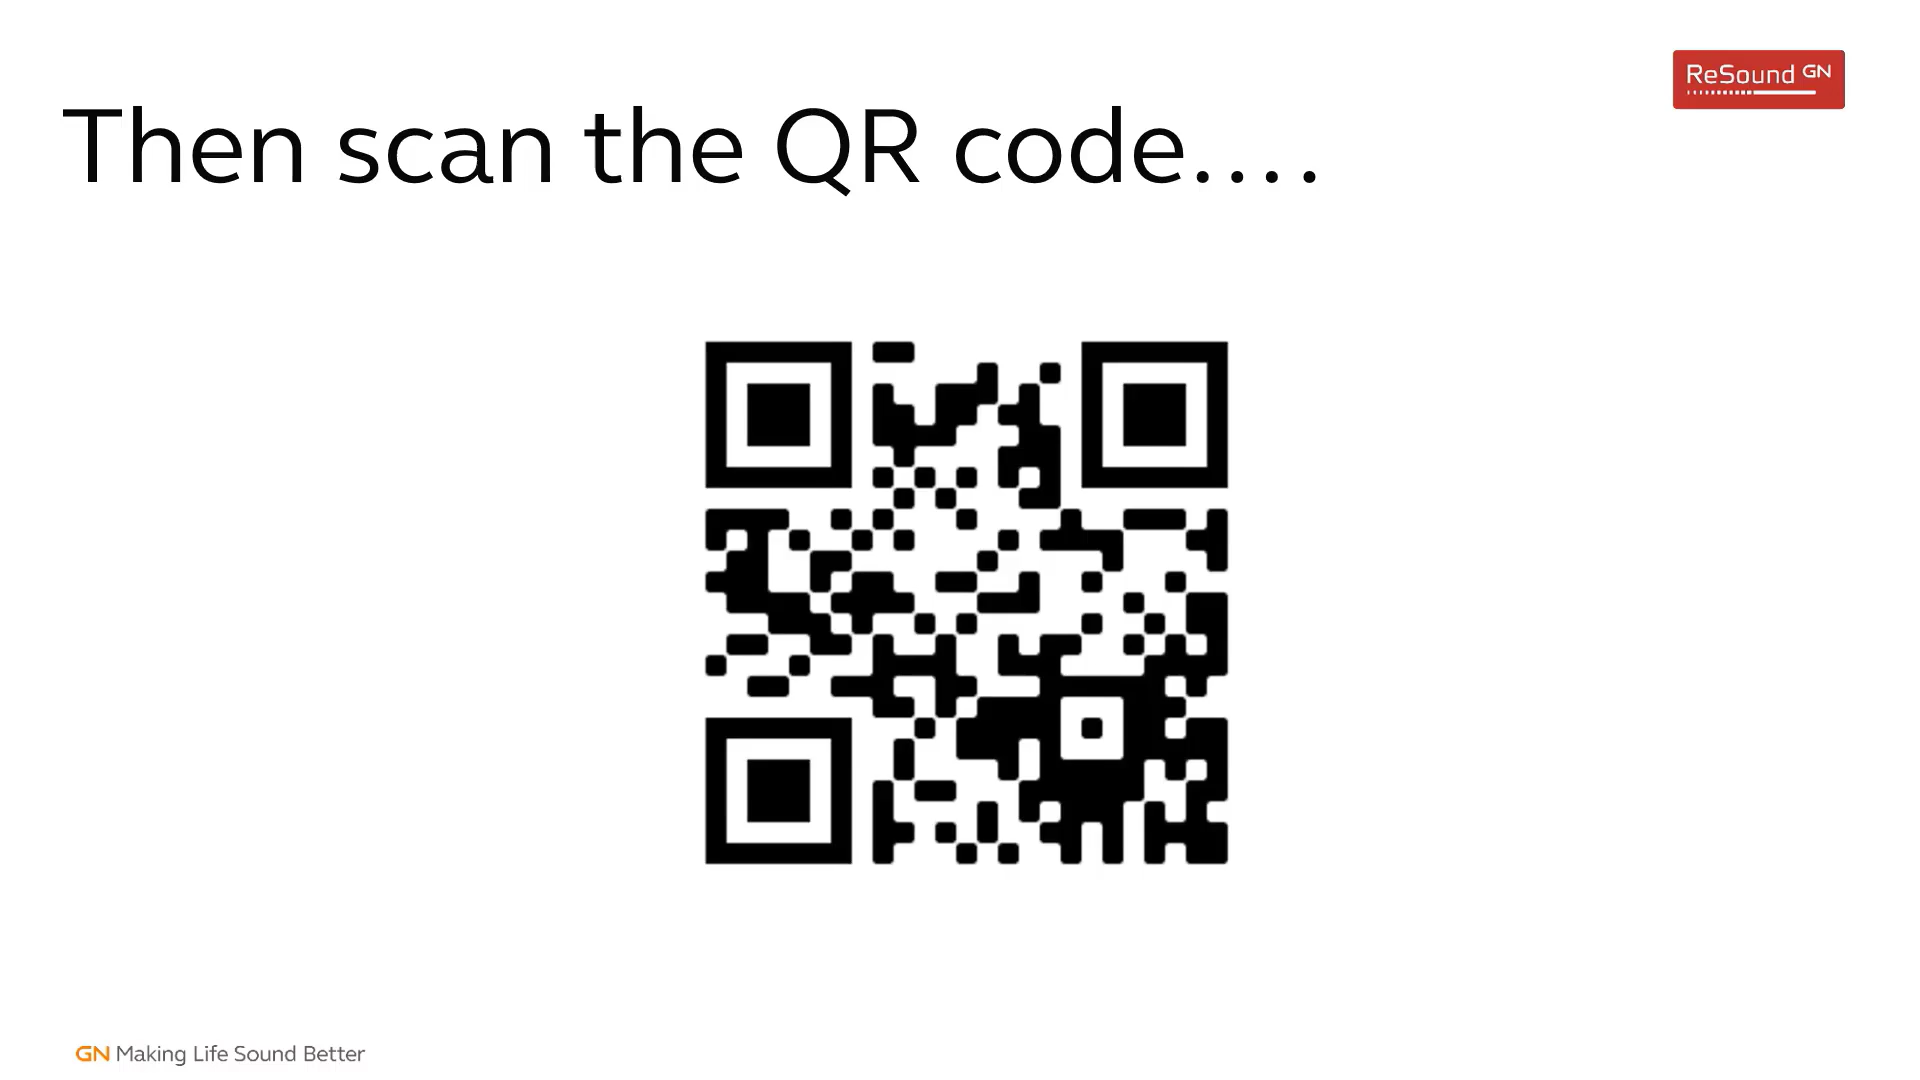 ReSound GN
Then scan the QR code....
GN Making Life Sound Better